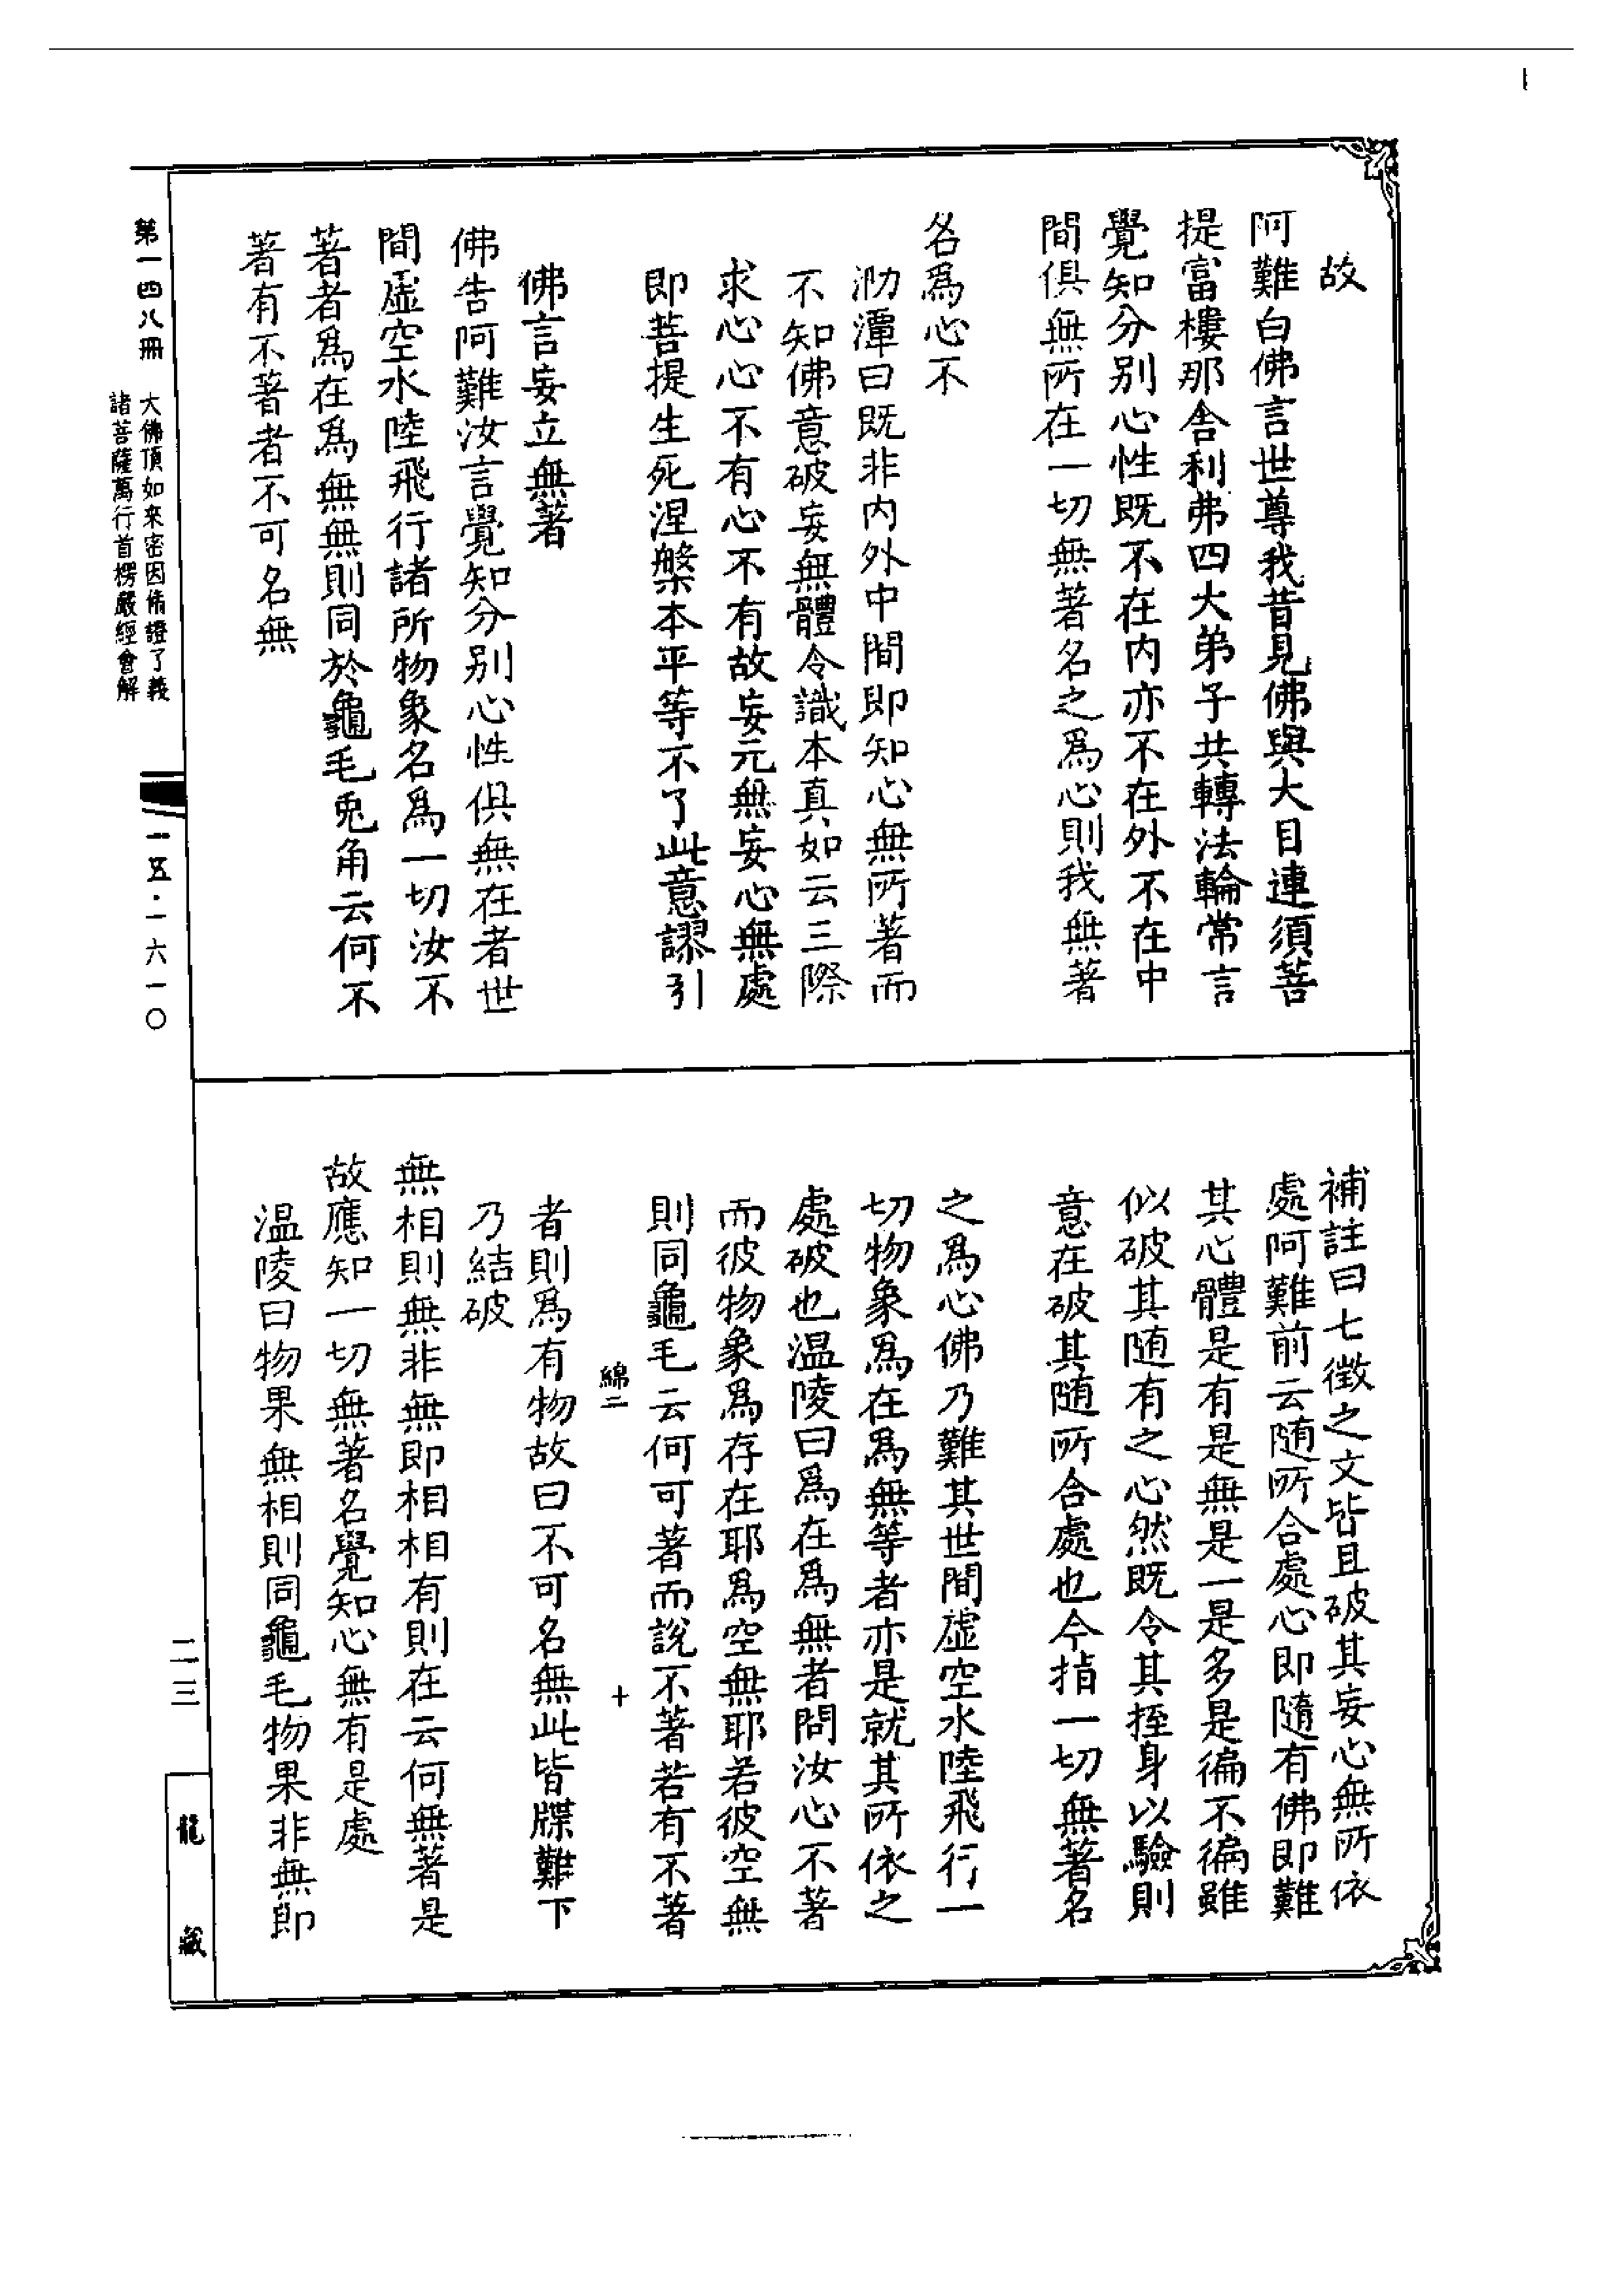 故
阿難白佛言世尊我昔見佛與大目連須菩
提富樓那舍利弗四大弟子共轉法輪常言
覺知分別心性既不在內亦不在外不在中
間俱無所在一切無著名之爲心則我無著
名爲心不
泐潭曰既非內外中間即知心無所著而
不知佛意破妄無體令識本真如云三際
求心心不有心不有故妄元無妄心無處
即菩提生死涅槃本平等不了此意謬引
佛言妄立無著
佛告阿難汝言覺知分別心性俱無在者世
間虛空水陸飛行諸所物象名爲一切汝不
著者爲在爲無無則同於龜毛兎角云何不
著有不著者不可名無
補註曰七徵之文皆且破其妄心無所依
處阿難前云随所合處心即隨有佛即難
其心體是有是無是一是多是徧不徧雖
似破其随有之心然既令其挃身以驗則
意在破其随所合處也今指一切無著名
之爲心佛乃難其世間虛空水陸飛行一
切物象爲在爲無等者亦是就其所依之
處破也温陵曰爲在爲無者問汝心不著
而彼物象爲存在耶爲空無耶若彼空無
則同龜毛云何可著而說不著若有不著
綿二 十
者則爲有物故曰不可名無此皆牒難下
乃結破
無相則無非無即相相有則在云何無著是
故應知一切無著名覺知心無有是處
温陵曰物果無相則同龜毛物果非無即
第一四八冊
大佛頂如來密因脩證了義
諸菩薩萬行首楞嚴經會解
一五·一六一〇
二三
龍藏